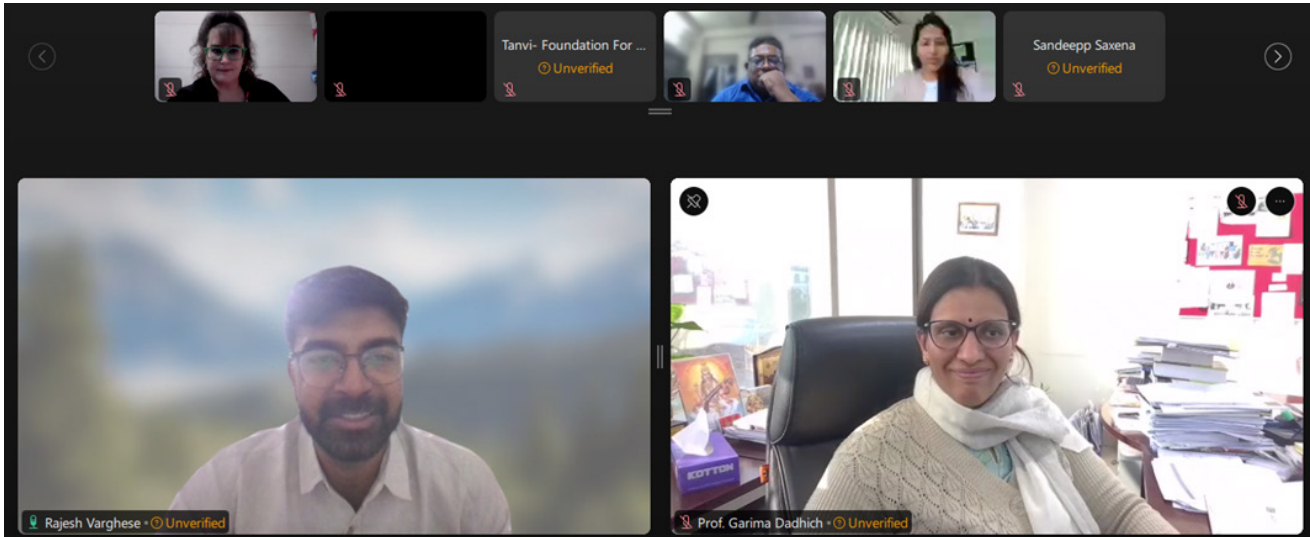 Tanvi- Foundation For ...
Unverified
Sandeepp Saxena
Unverified
KOTTON
Rajesh Varghese • Unverified
Prof. Garima Dadhich • Unverified